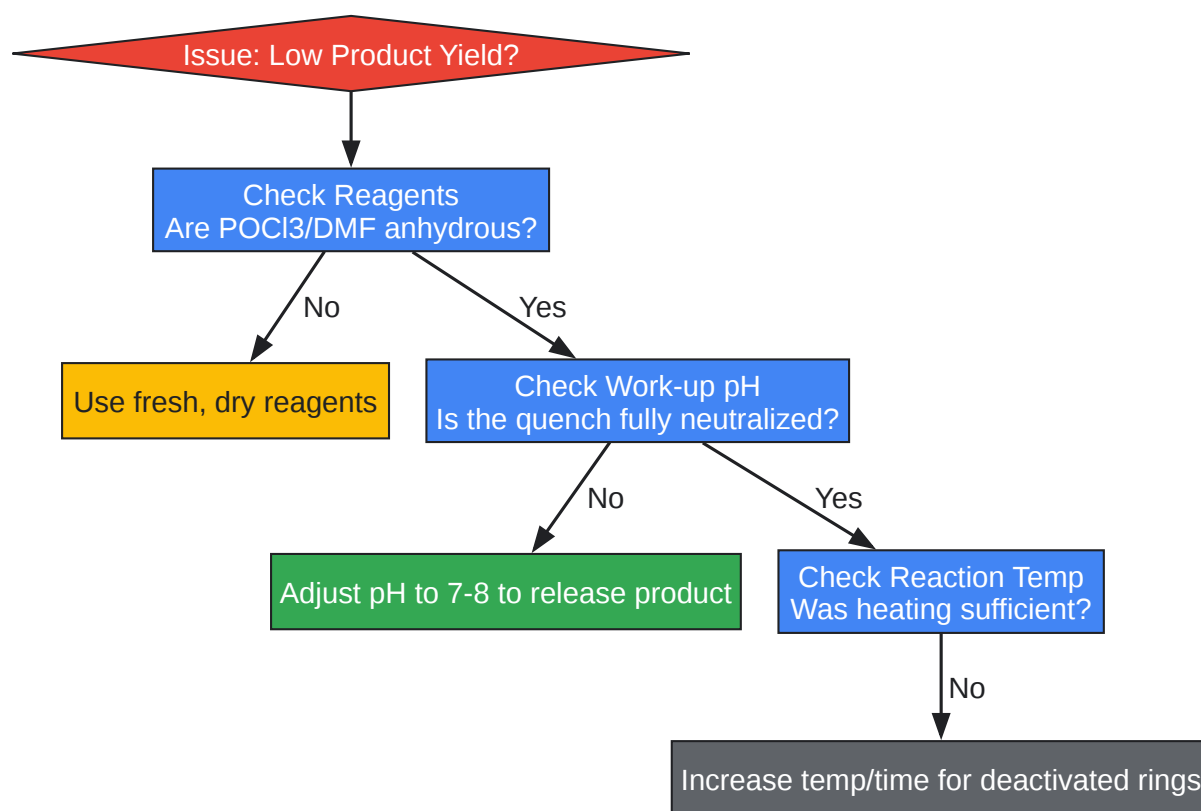 Issue: Low Product Yield?
Check Reagents
Are POCl3/DMF anhydrous?
No
Yes
Use fresh, dry reagents
Check Work-up pH
Is the quench fully neutralized?
No
Yes
Adjust pH to 7-8 to release product
Check Reaction Temp
Was heating sufficient?
No
Increase temp/time for deactivated rings